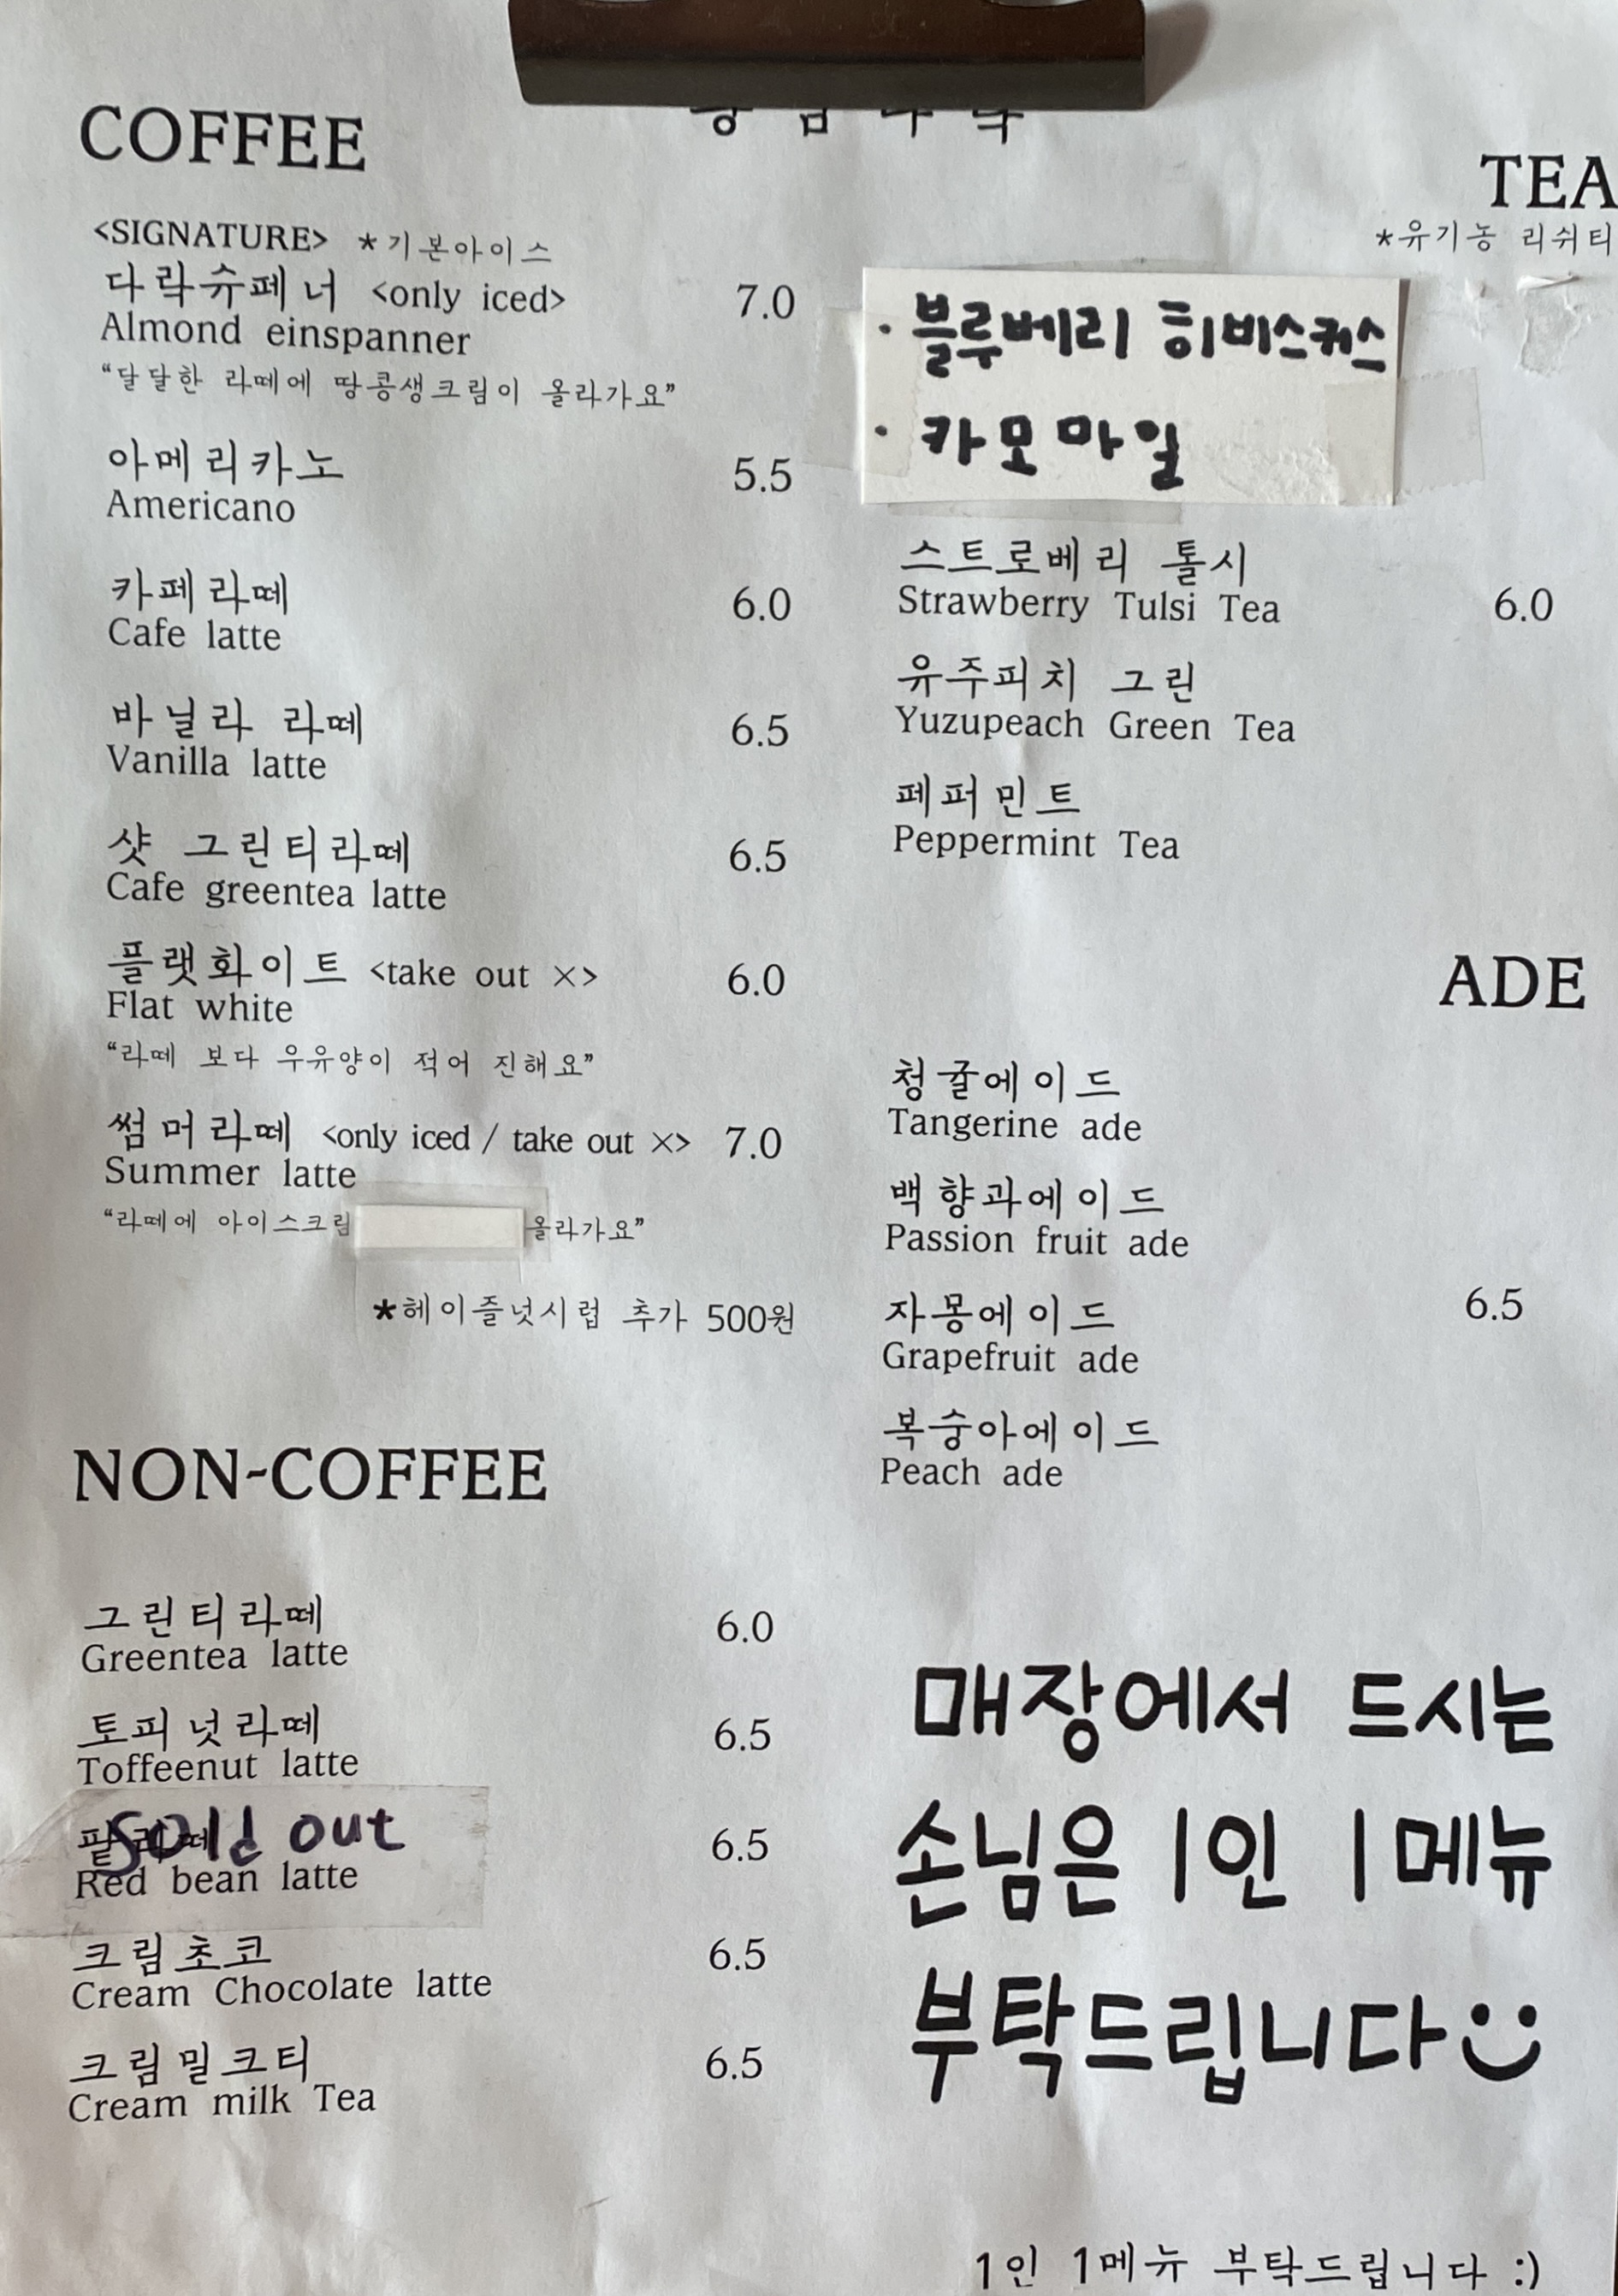 COFFEE
<SIGNATURE> *기본아이스
다락슈페너 <only iced> 7.0
Almond einspanner
“달달한 라떼에 땅콩생크림이 올라가요”
아메리카노 5.5
Americano
카페라떼 6.0
Cafe latte
바닐라 라떼 6.5
Vanilla latte
샷 그린티라떼 6.5
Cafe greentea latte
플랫화이트 <take out ×> 6.0
Flat white
“라떼 보다 우유양이 적어 진해요”
썸머라떼 <only iced / take out ×> 7.0
Summer latte
“라떼에 아이스크림 올라가요”
*헤이즐넛시럽 추가 500원
NON-COFFEE
그린티라떼 6.0
Greentea latte
토피넛라떼 6.5
Toffeenut latte
Sold out
팥라떼 6.5
Red bean latte
크림초코 6.5
Cream Chocolate latte
크림밀크티 6.5
Cream milk Tea
TEA
*유기농 리쉬티
· 블루베리 히비스커스
· 카모마일
스트로베리 툴시
Strawberry Tulsi Tea 6.0
유주피치 그린
Yuzupeach Green Tea
페퍼민트
Peppermint Tea
ADE
청귤에이드
Tangerine ade
백향과에이드
Passion fruit ade
자몽에이드 6.5
Grapefruit ade
복숭아에이드
Peach ade
매장에서 드시는
손님은 1인 1메뉴
부탁드립니다
1인 1메뉴 부탁드립니다 :)